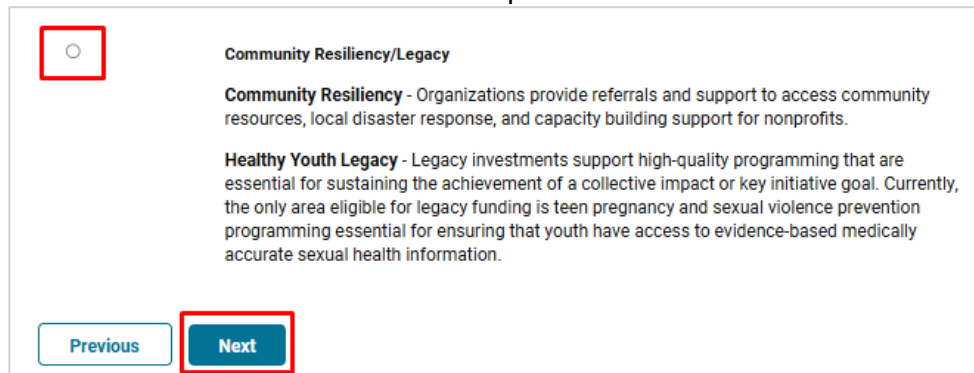 Community Resiliency/Legacy
Community Resiliency - Organizations provide referrals and support to access community
resources, local disaster response, and capacity building support for nonprofits.
Healthy Youth Legacy - Legacy investments support high-quality programming that are
essential for sustaining the achievement of a collective impact or key initiative goal. Currently,
the only area eligible for legacy funding is teen pregnancy and sexual violence prevention
programming essential for ensuring that youth have access to evidence-based medically
accurate sexual health information.
Previous
Next